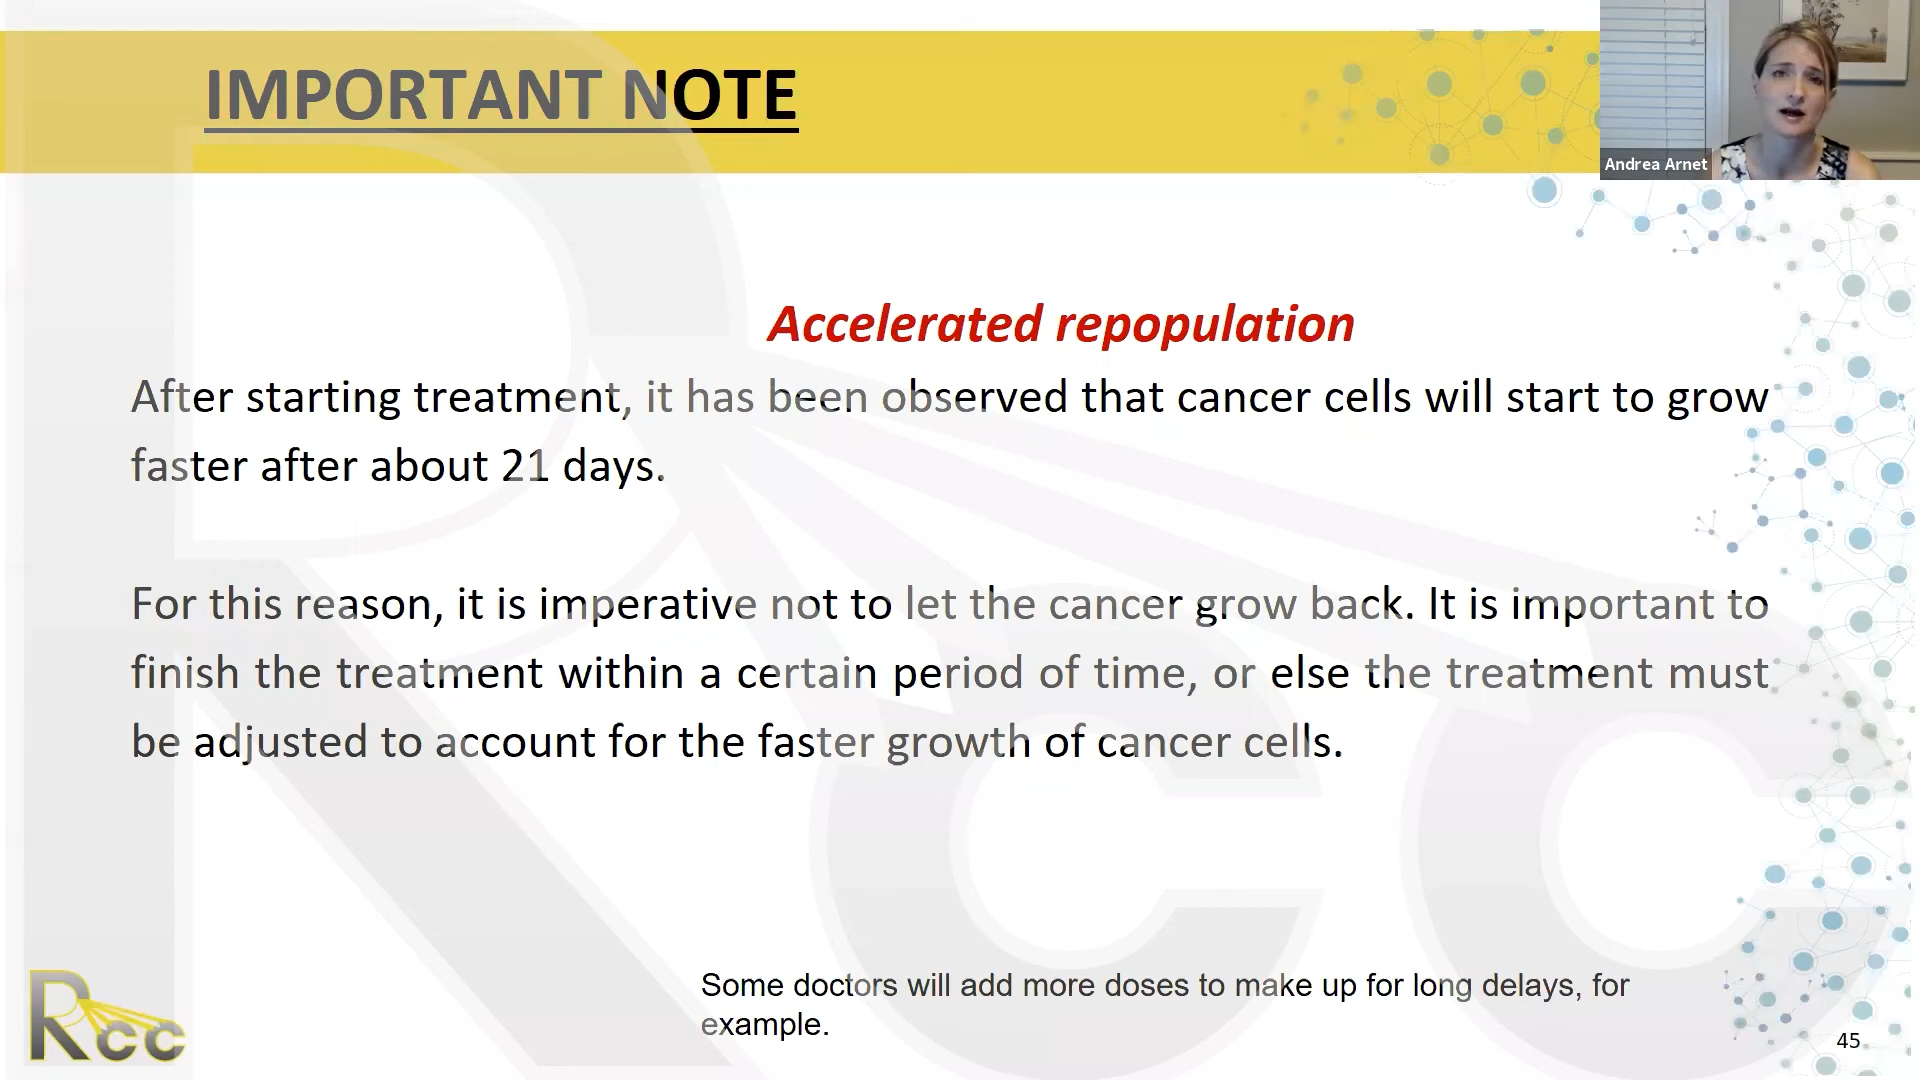 IMPORTANT NOTE
Andrea Arnet
Accelerated repopulation
After starting treatment, it has been observed that cancer cells will start to grow
faster after about 21 days.
For this reason, it is imperative not to let the cancer grow back. It is important to
finish the treatment within a certain period of time, or else the treatment must
be adjusted to account for the faster growth of cancer cells.
Some doctors will add more doses to make up for long delays, for
example.
Rcc
45